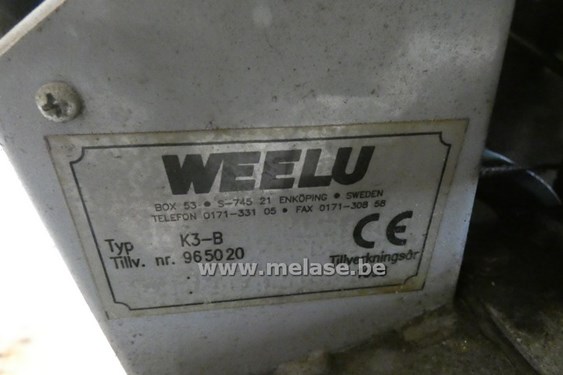 WEELU
BOX 53 • S-745 21 ENKÖPING • SWEDEN
TELEFON 0171-331 05 • FAX 0171-308 58
Typ K3-B
CE
Tillv. nr. 965020
Tillverkningsår
www.melase.be